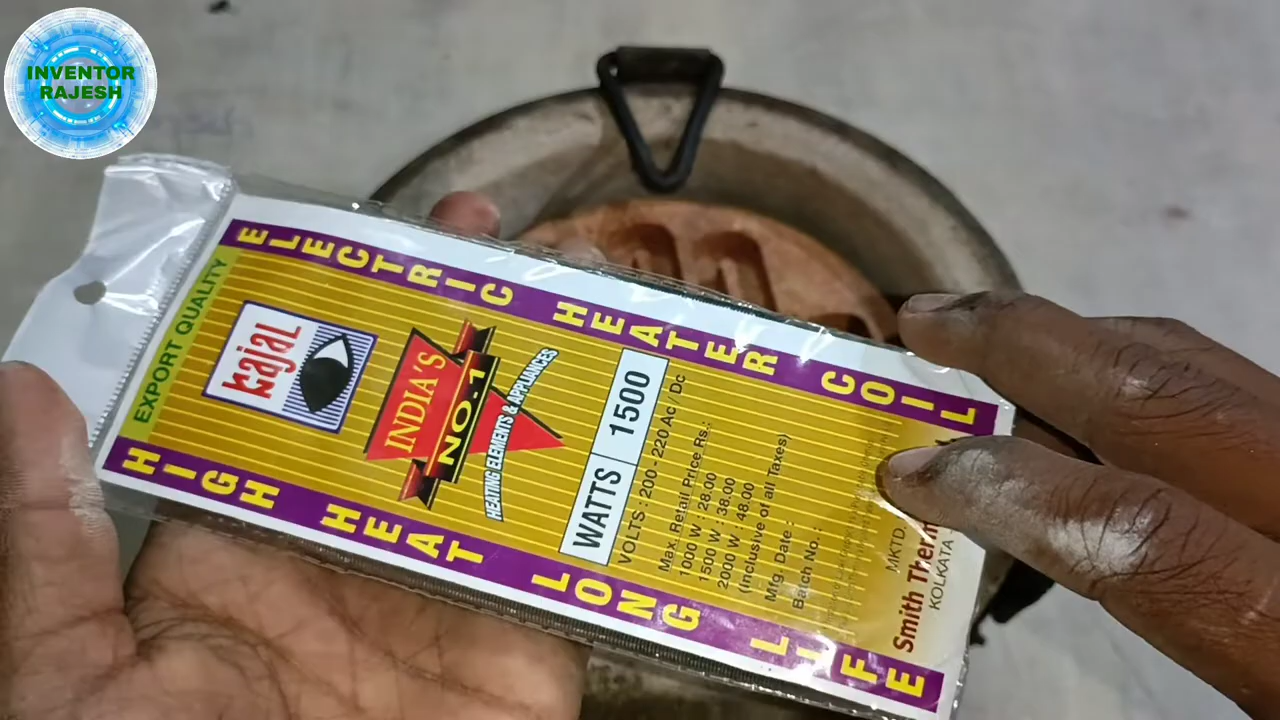 INVENTOR
RAJESH
ELECTRIC HEATER COIL
EXPORT QUALITY
kajal
INDIA'S
NO.1
HEATING ELEMENTS & APPLIANCES
WATTS 1500
VOLTS : 200 - 220 Ac / Dc
Max. Retail Price Rs.:
1000 W : 28.00
1500 W : 38.00
2000 W : 48.00
(Inclusive of all Taxes)
Mfg. Date :
Batch No. :
MKTD.
Smith Therm
KOLKATA -
HIGH HEAT LONG LIFE